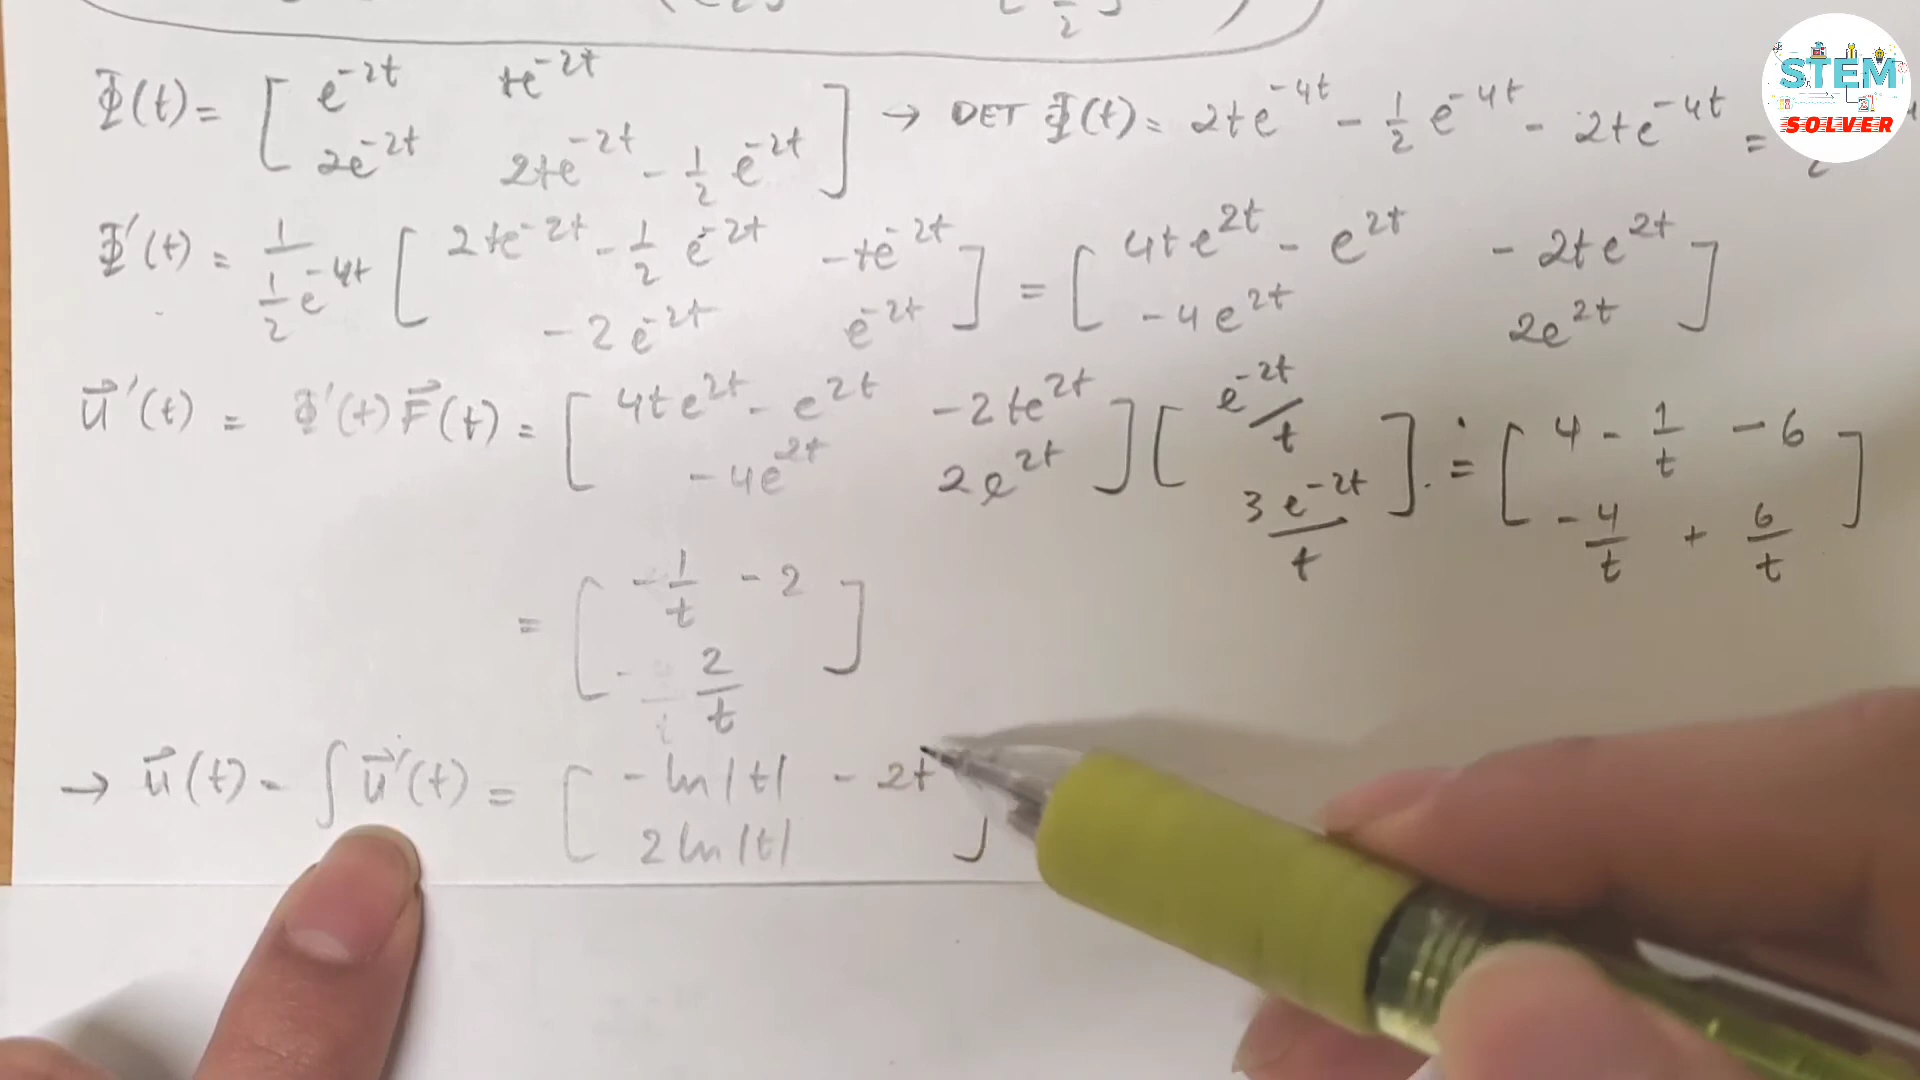 Φ(t) = [ e^-2t te^-2t → DET Φ(t) = 2te^-4t - 1/2 e^-4t - 2te^-4t =
2e^-2t 2te^-2t - 1/2 e^-2t ]
Φ'(t) = 1 / (1/2 e^-4t) [ 2te^-2t - 1/2 e^-2t -te^-2t = [ 4te^2t - e^2t - 2te^2t
-2e^-2t e^-2t ] -4e^2t 2e^2t ]
u⃗'(t) = Φ'(t) F⃗(t) = [ 4te^2t - e^2t -2te^2t ] [ e^-2t/t ] = [ 4 - 1/t - 6
-4e^2t 2e^2t 3e^-2t/t -4/t + 6/t ]
= [ -1/t - 2
2/t ]
→ u⃗(t) - ∫ u⃗'(t) = [ -ln|t| - 2t
2ln|t| ]
STEM
SOLVER